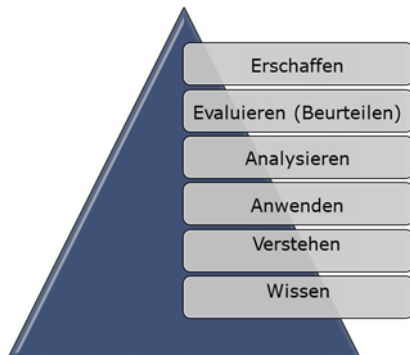 Erschaffen
Evaluieren (Beurteilen)
Analysieren
Anwenden
Verstehen
Wissen